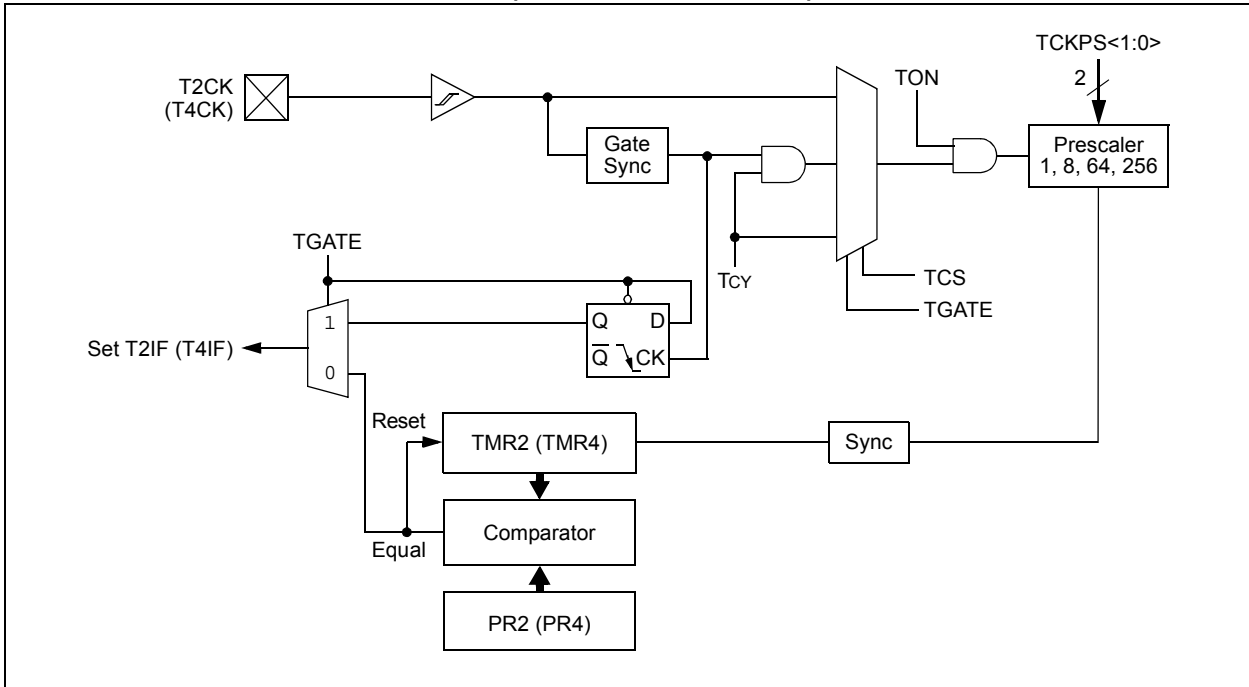 TCKPS<1:0>
2
T2CK
(T4CK)
TON
Gate
Sync
Prescaler
1, 8, 64, 256
TGATE
TCY
TCS
TGATE
1
Q
D
Set T2IF (T4IF)
Q
CK
0
Reset
TMR2 (TMR4)
Sync
Comparator
Equal
PR2 (PR4)